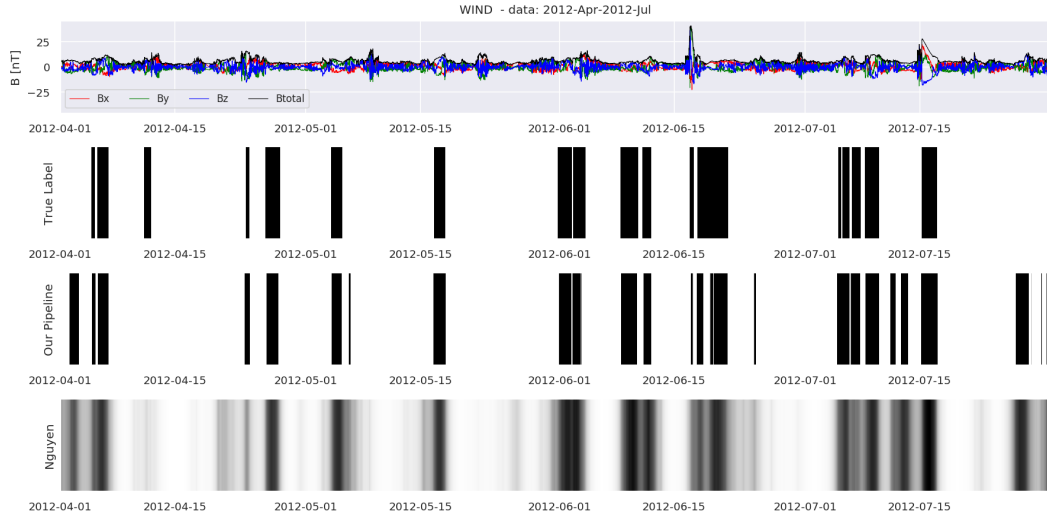 WIND - data: 2012-Apr-2012-Jul
B [nT]
25
0
−25
Bx By Bz Btotal
2012-04-01 2012-04-15 2012-05-01 2012-05-15 2012-06-01 2012-06-15 2012-07-01 2012-07-15
True Label
2012-04-01 2012-04-15 2012-05-01 2012-05-15 2012-06-01 2012-06-15 2012-07-01 2012-07-15
Our Pipeline
2012-04-01 2012-04-15 2012-05-01 2012-05-15 2012-06-01 2012-06-15 2012-07-01 2012-07-15
Nguyen
2012-04-01 2012-04-15 2012-05-01 2012-05-15 2012-06-01 2012-06-15 2012-07-01 2012-07-15